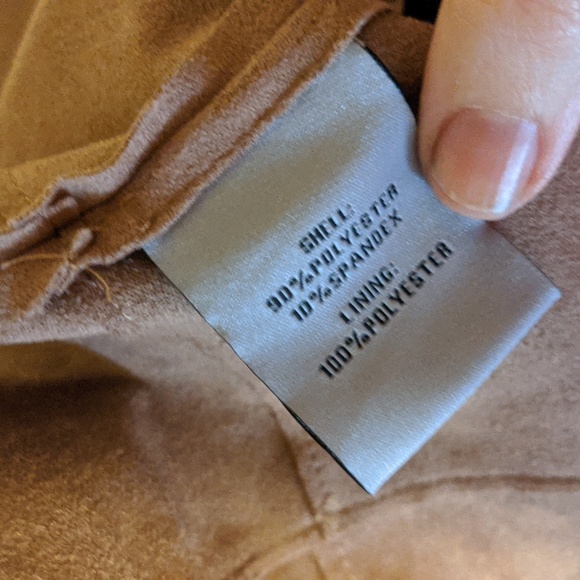 SHELL:
90%POLYESTER
10%SPANDEX
LINING:
100%POLYESTER